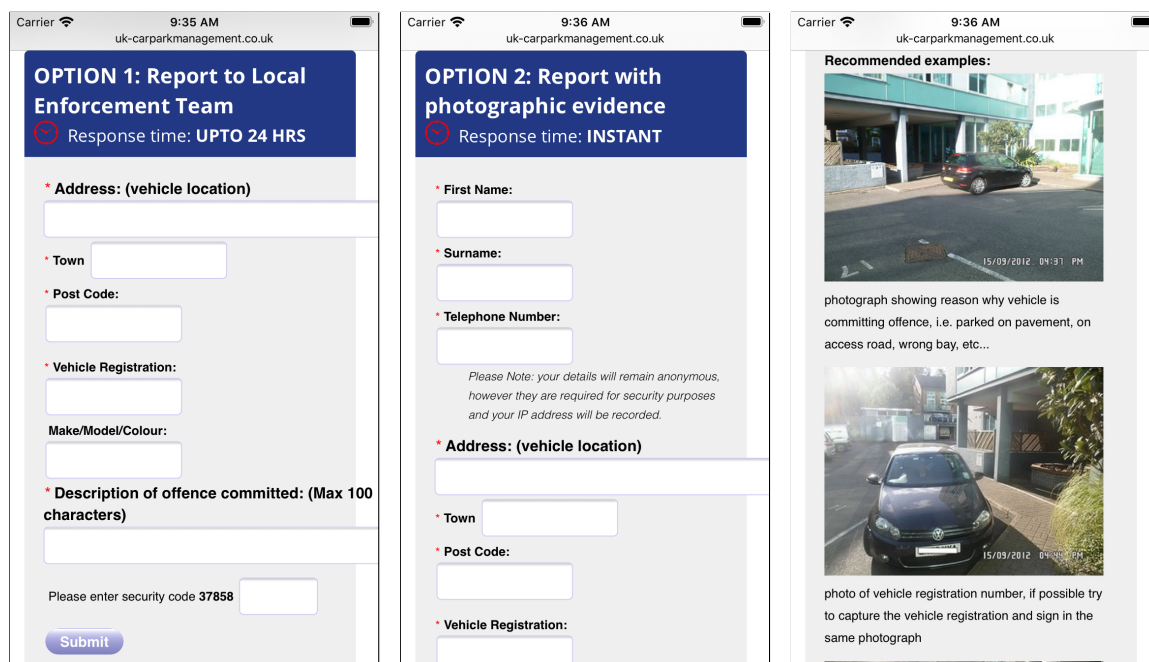 Carrier
9:35 AM
uk-carparkmanagement.co.uk
OPTION 1: Report to Local
Enforcement Team
Response time: UPTO 24 HRS
* Address: (vehicle location)
* Town
* Post Code:
* Vehicle Registration:
Make/Model/Colour:
* Description of offence committed: (Max 100
characters)
Please enter security code 37858
Submit
Carrier
9:36 AM
uk-carparkmanagement.co.uk
OPTION 2: Report with
photographic evidence
Response time: INSTANT
* First Name:
* Surname:
* Telephone Number:
Please Note: your details will remain anonymous,
however they are required for security purposes
and your IP address will be recorded.
* Address: (vehicle location)
* Town
* Post Code:
* Vehicle Registration:
Carrier
9:36 AM
uk-carparkmanagement.co.uk
Recommended examples:
21
15/09/2012 04:37 PM
photograph showing reason why vehicle is
committing offence, i.e. parked on pavement, on
access road, wrong bay, etc...
15/09/2012 04:44 PM
photo of vehicle registration number, if possible try
to capture the vehicle registration and sign in the
same photograph